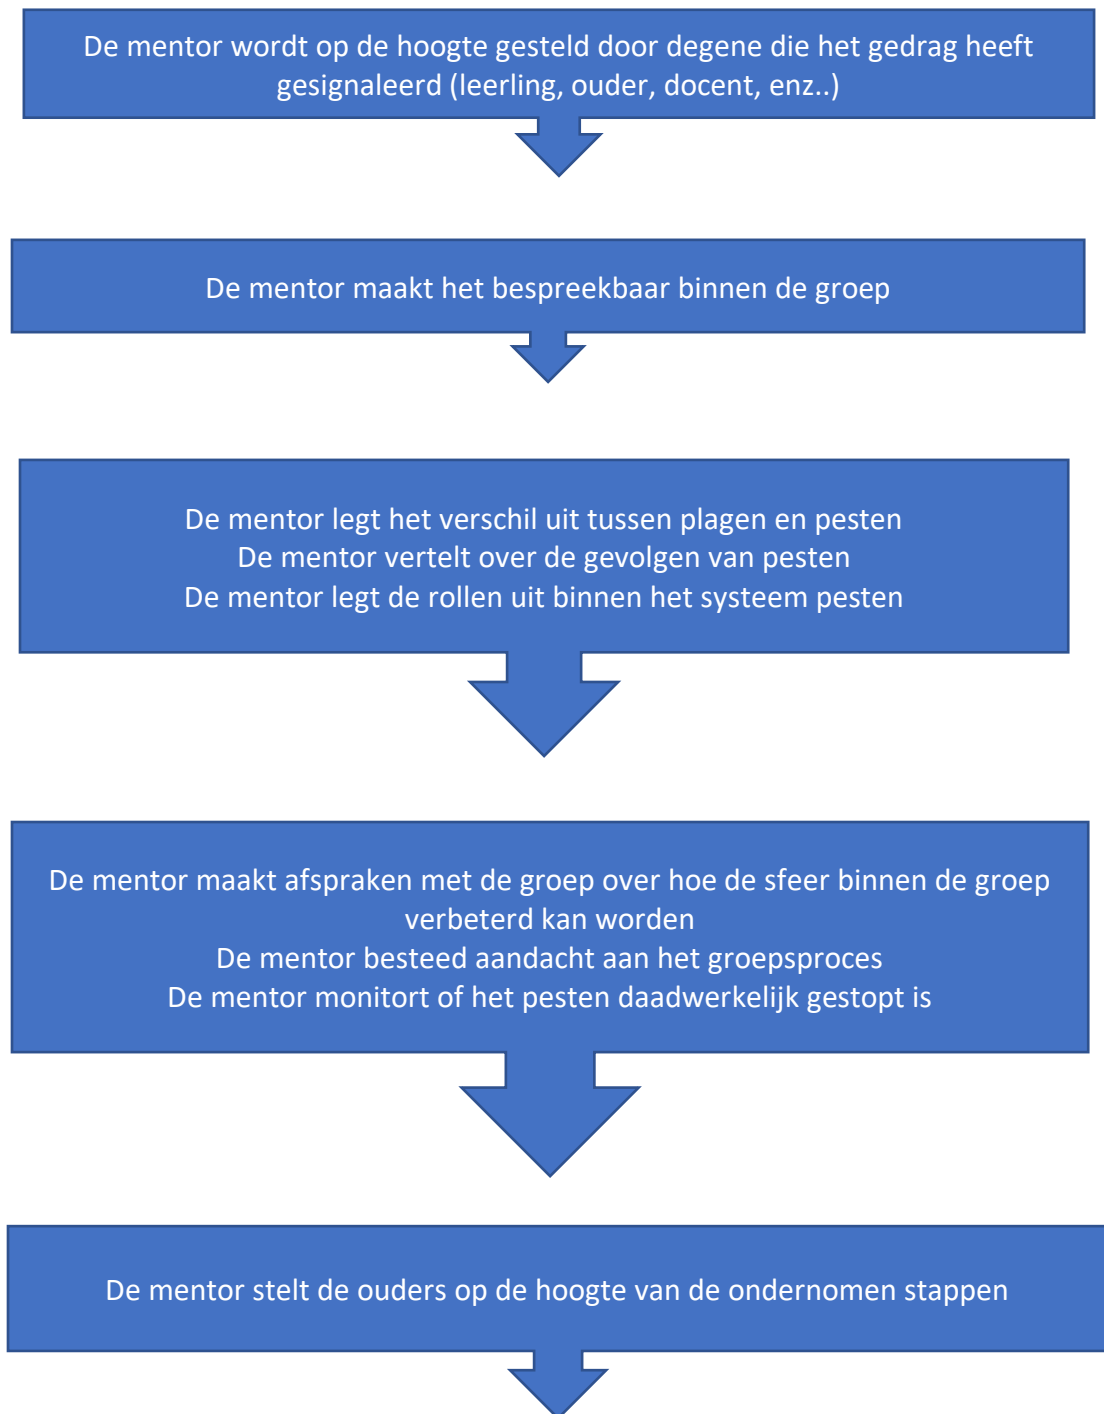 De mentor wordt op de hoogte gesteld door degene die het gedrag heeft
gesignaleerd (leerling, ouder, docent, enz..)
De mentor maakt het bespreekbaar binnen de groep
De mentor legt het verschil uit tussen plagen en pesten
De mentor vertelt over de gevolgen van pesten
De mentor legt de rollen uit binnen het systeem pesten
De mentor maakt afspraken met de groep over hoe de sfeer binnen de groep
verbeterd kan worden
De mentor besteed aandacht aan het groepsproces
De mentor monitort of het pesten daadwerkelijk gestopt is
De mentor stelt de ouders op de hoogte van de ondernomen stappen